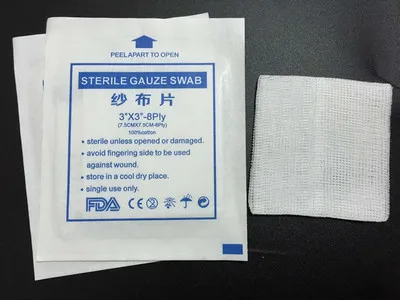 PEELAPART TO OPEN
STERILE GAUZE SWAB
纱布片
3"X3"-8Ply
(7.5CMX7.5CM-8Ply)
100%cotton
sterile unless opened or damaged.
avoid fingering side to be used
against wound.
store in a cool dry place.
single use only.
FDA CE